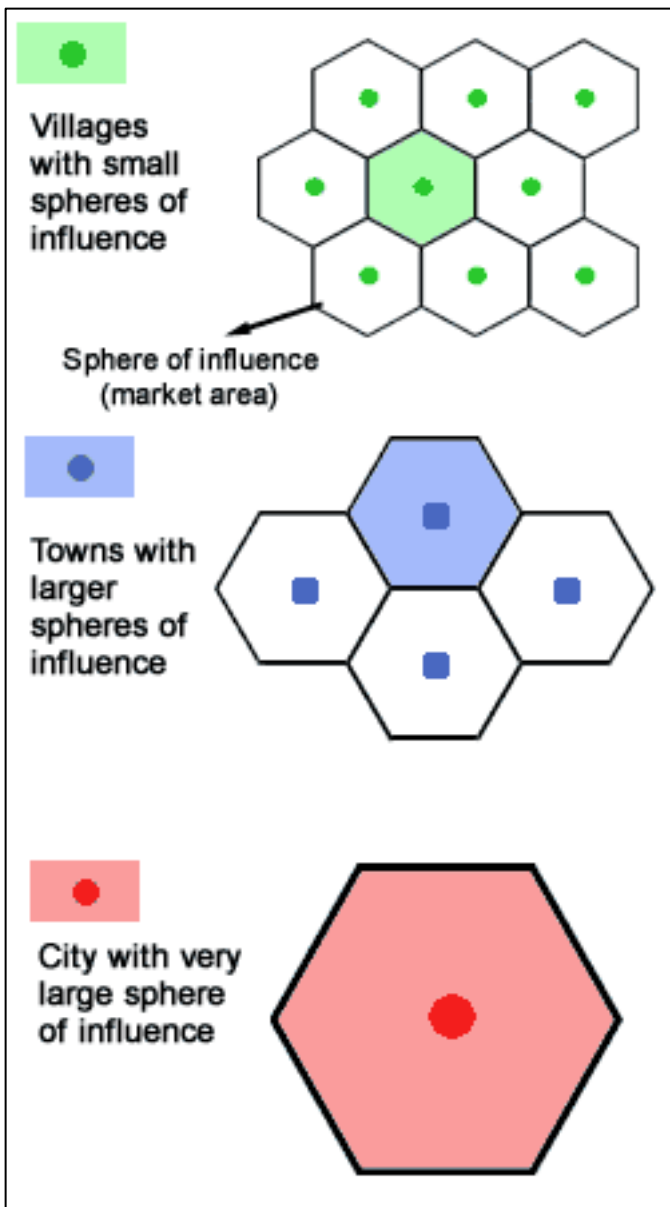 Villages
with small
spheres of
influence
Sphere of influence
(market area)
Towns with
larger
spheres of
influence
City with very
large sphere
of influence